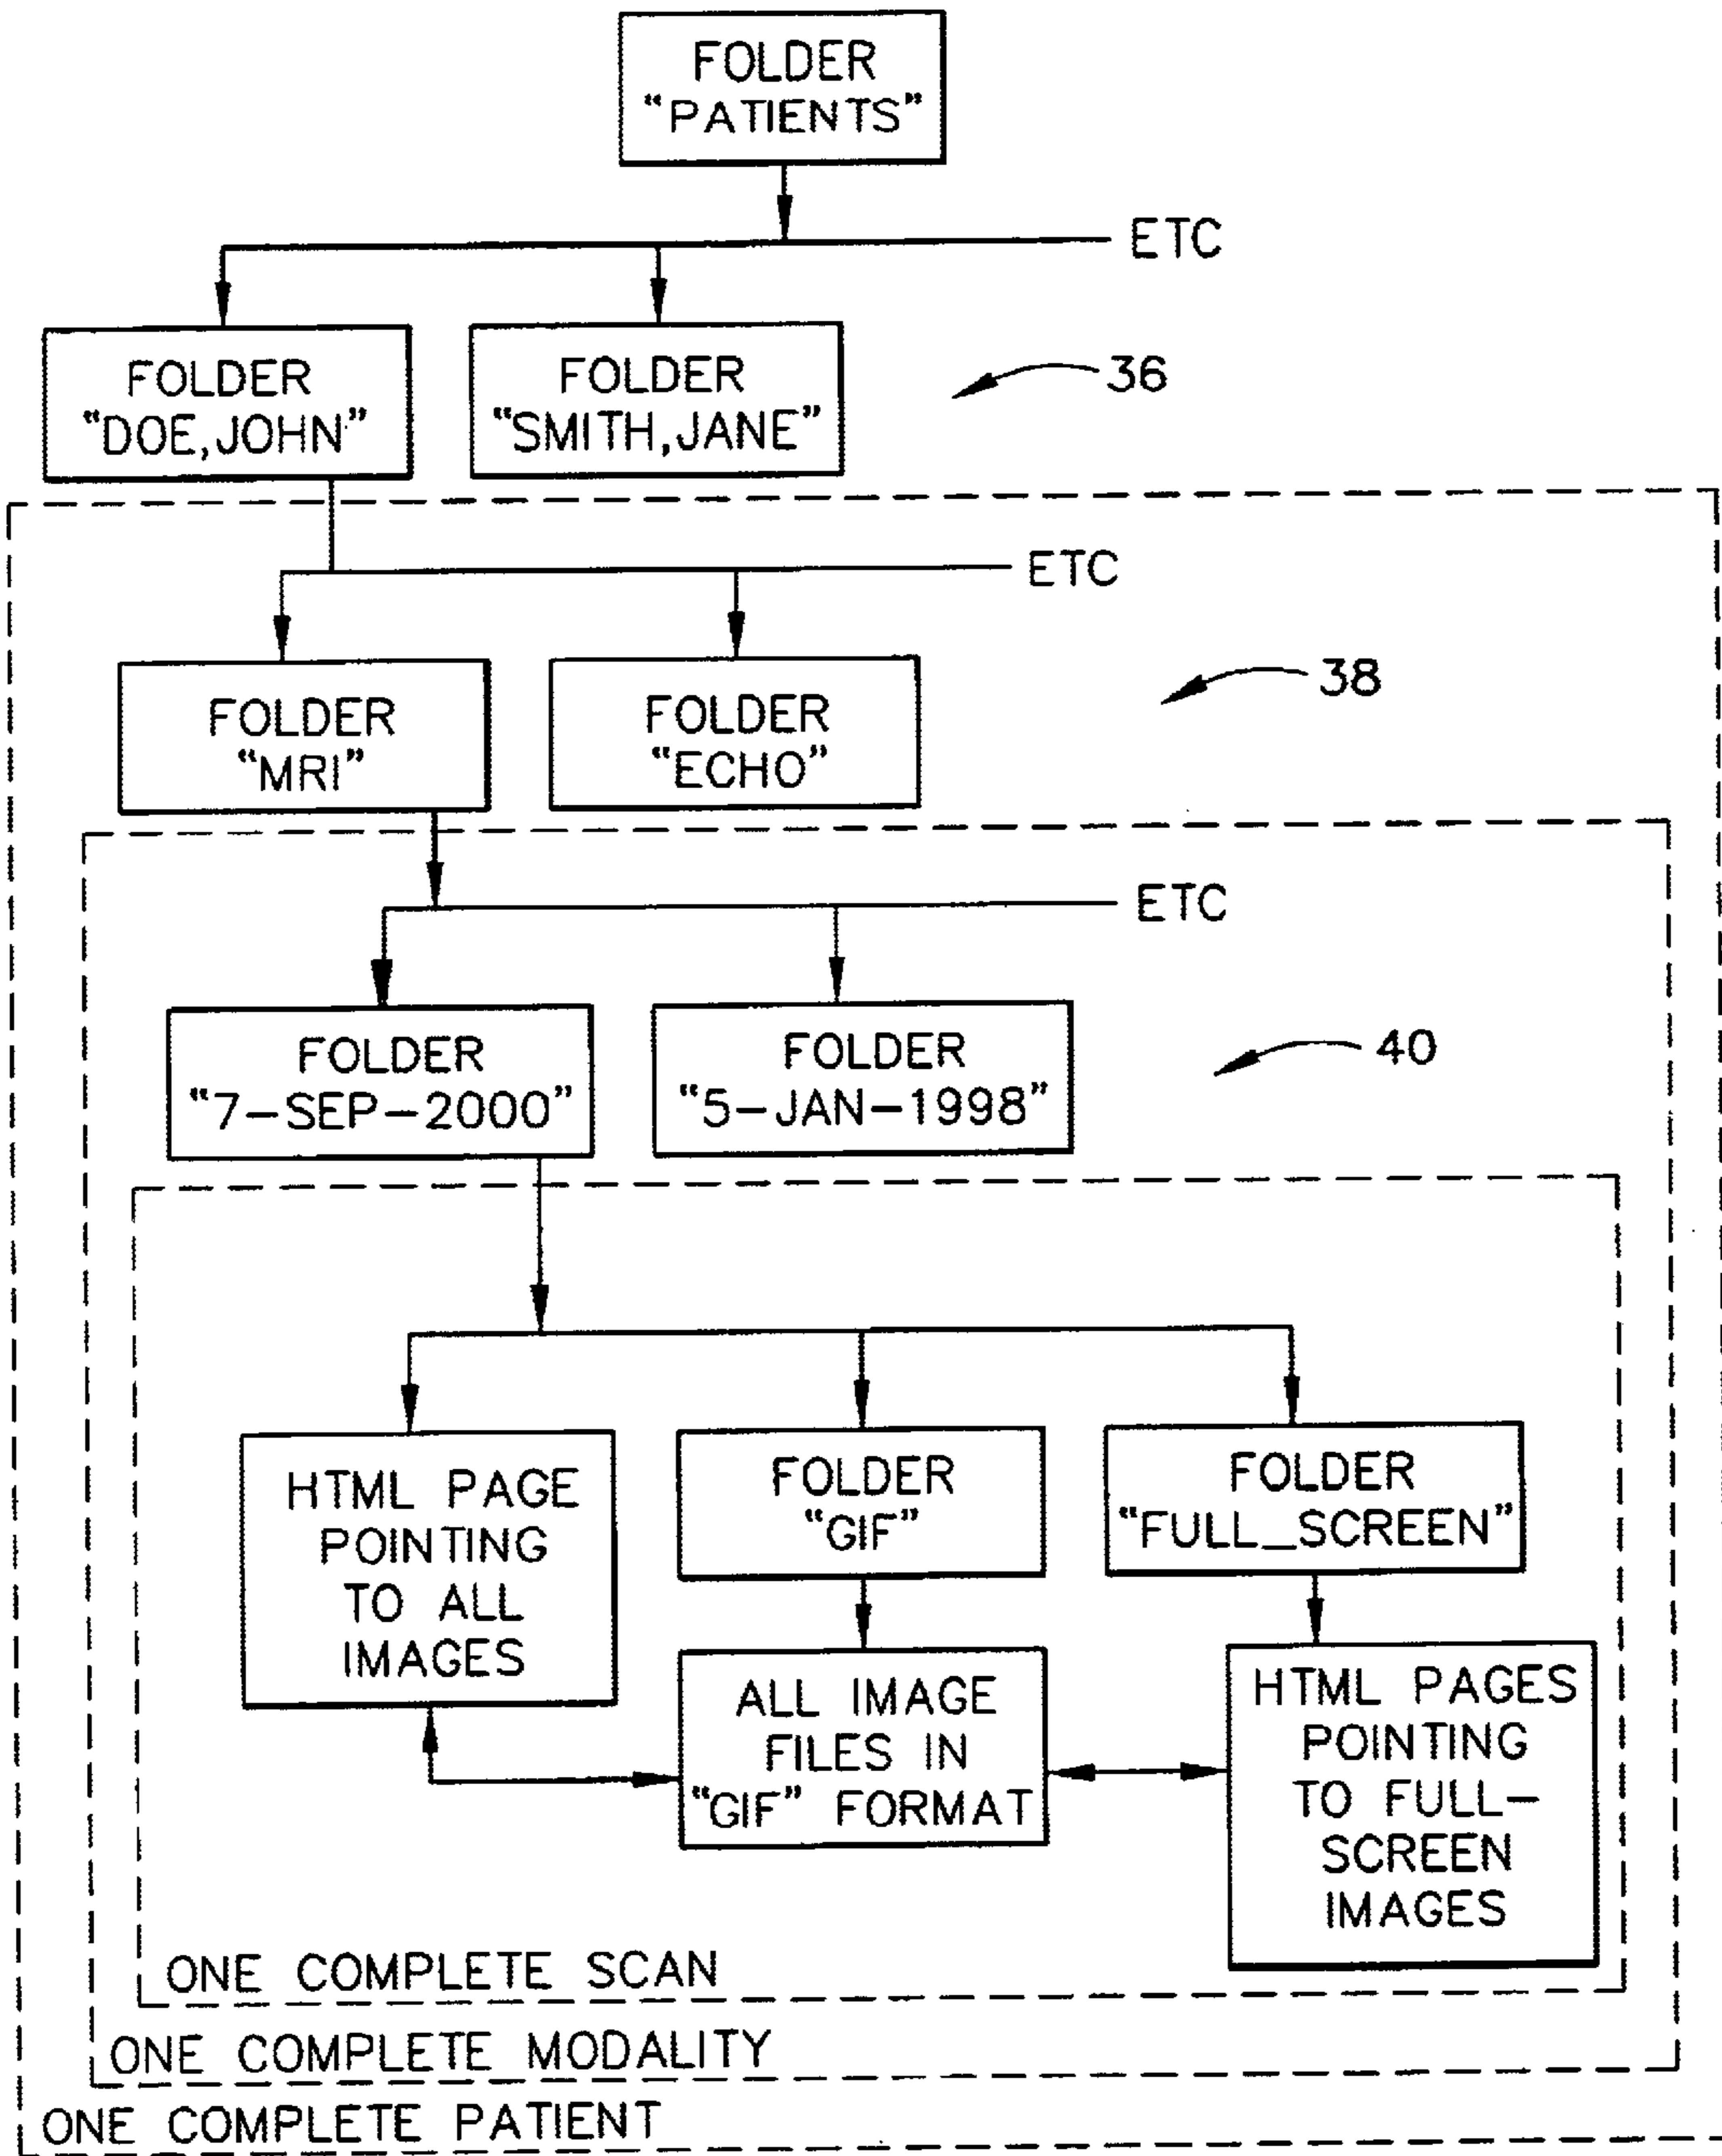 FOLDER
“PATIENTS”
ETC
FOLDER
“DOE,JOHN”
FOLDER
“SMITH,JANE”
36
ETC
FOLDER
“MRI”
FOLDER
“ECHO”
38
ETC
FOLDER
“7-SEP-2000”
FOLDER
“5-JAN-1998”
40
HTML PAGE
POINTING
TO ALL
IMAGES
FOLDER
“GIF”
FOLDER
“FULL_SCREEN”
ALL IMAGE
FILES IN
“GIF” FORMAT
HTML PAGES
POINTING
TO FULL-
SCREEN
IMAGES
ONE COMPLETE SCAN
ONE COMPLETE MODALITY
ONE COMPLETE PATIENT